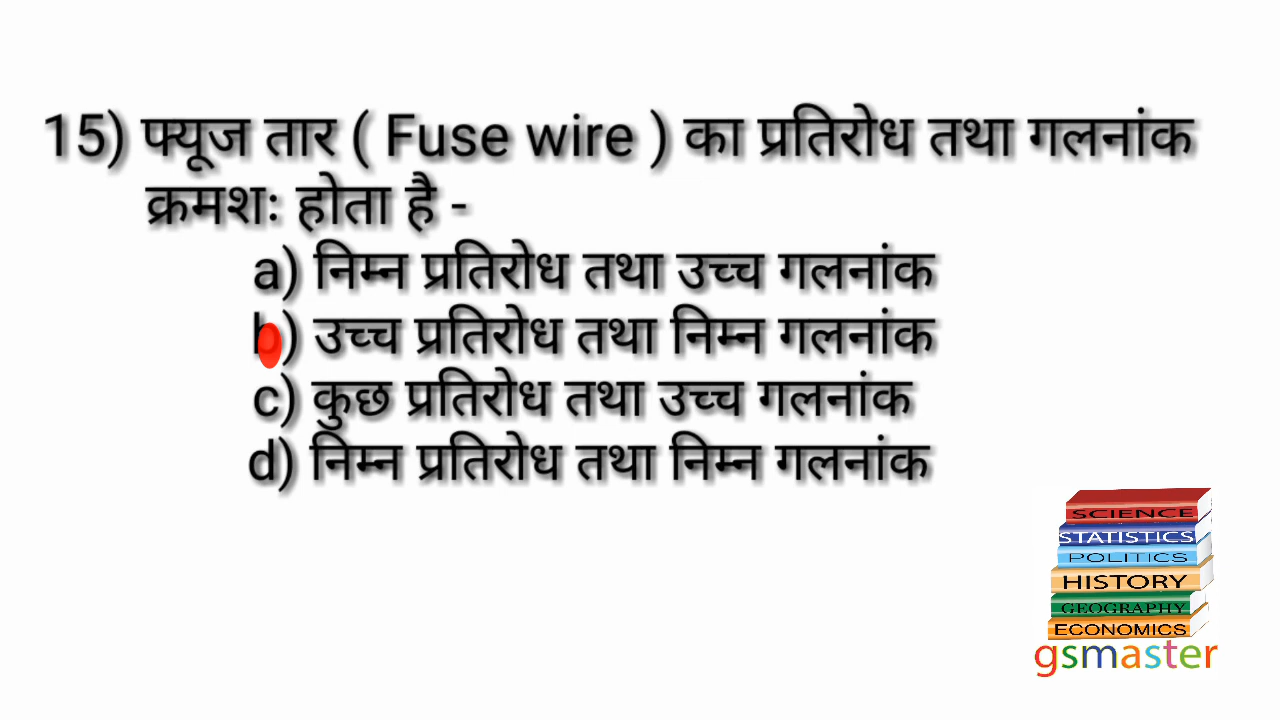 15) फ्यूज तार ( Fuse wire ) का प्रतिरोध तथा गलनांक
क्रमशः होता है -
a) निम्न प्रतिरोध तथा उच्च गलनांक
b) उच्च प्रतिरोध तथा निम्न गलनांक
c) कुछ प्रतिरोध तथा उच्च गलनांक
d) निम्न प्रतिरोध तथा निम्न गलनांक
SCIENCE
STATISTICS
POLITICS
HISTORY
GEOGRAPHY
ECONOMICS
gsmaster